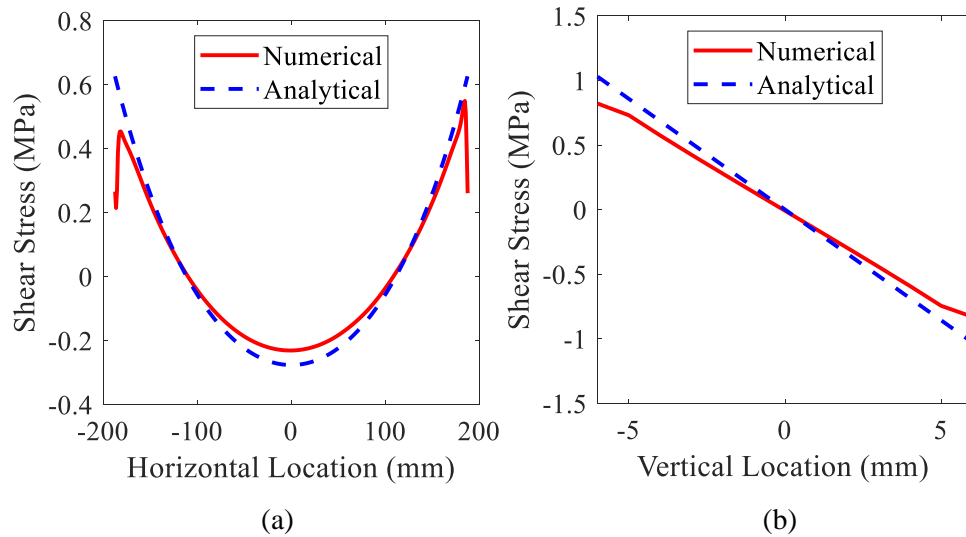 0.8
0.6
0.4
0.2
0
-0.2
-0.4
-200 -100 0 100 200
Shear Stress (MPa)
Horizontal Location (mm)
Numerical
Analytical
(a)
1.5
1
0.5
0
-0.5
-1
-1.5
-5 0 5
Shear Stress (MPa)
Vertical Location (mm)
Numerical
Analytical
(b)